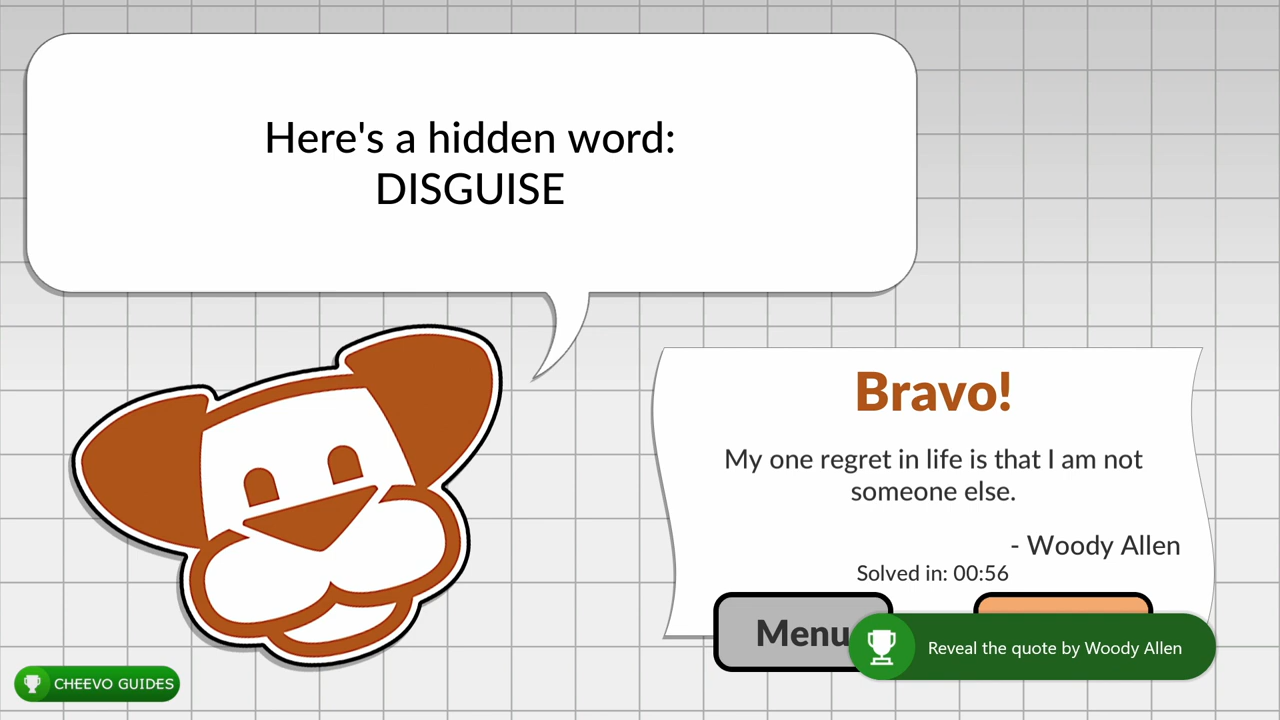 Here's a hidden word:
DISGUISE
Bravo!
My one regret in life is that I am not
someone else.
- Woody Allen
Solved in: 00:56
Menu
Reveal the quote by Woody Allen
CHEEVO GUIDES